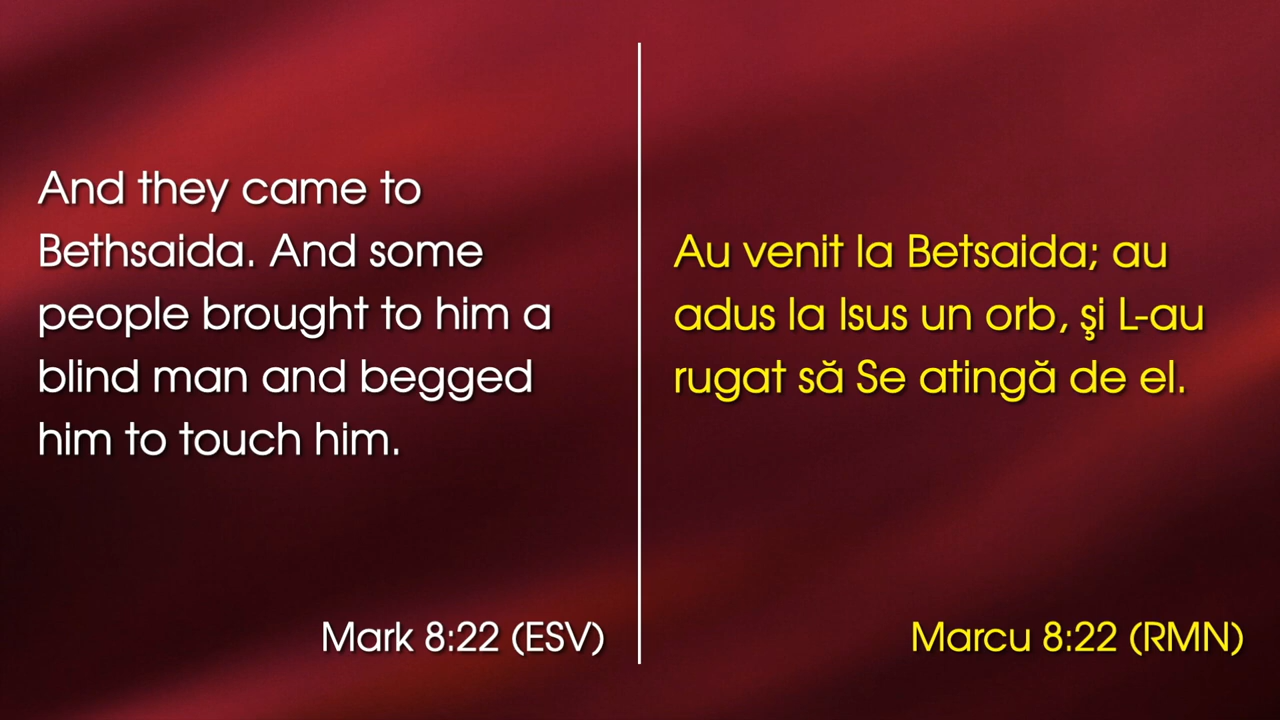 And they came to
Bethsaida. And some
people brought to him a
blind man and begged
him to touch him.
Mark 8:22 (ESV)
Au venit la Betsaida; au
adus la Isus un orb, şi L-au
rugat să Se atingă de el.
Marcu 8:22 (RMN)